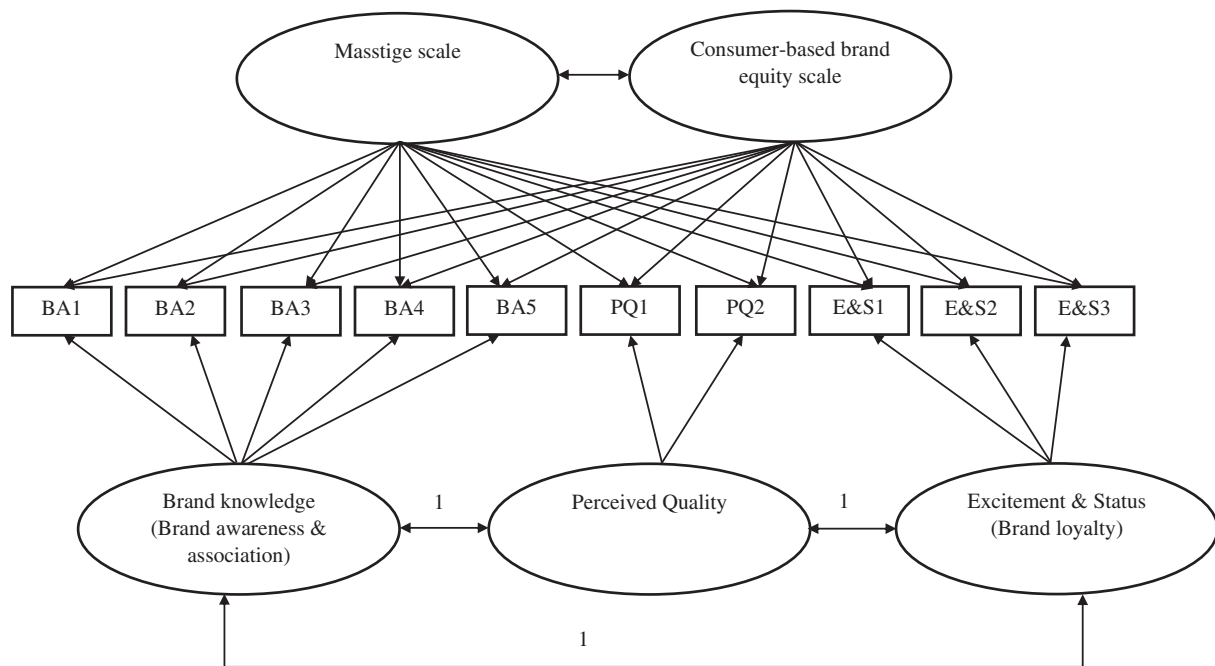 Masstige scale
Consumer-based brand
equity scale
BA1
BA2
BA3
BA4
BA5
PQ1
PQ2
E&S1
E&S2
E&S3
Brand knowledge
(Brand awareness &
association)
1
Perceived Quality
1
Excitement & Status
(Brand loyalty)
1